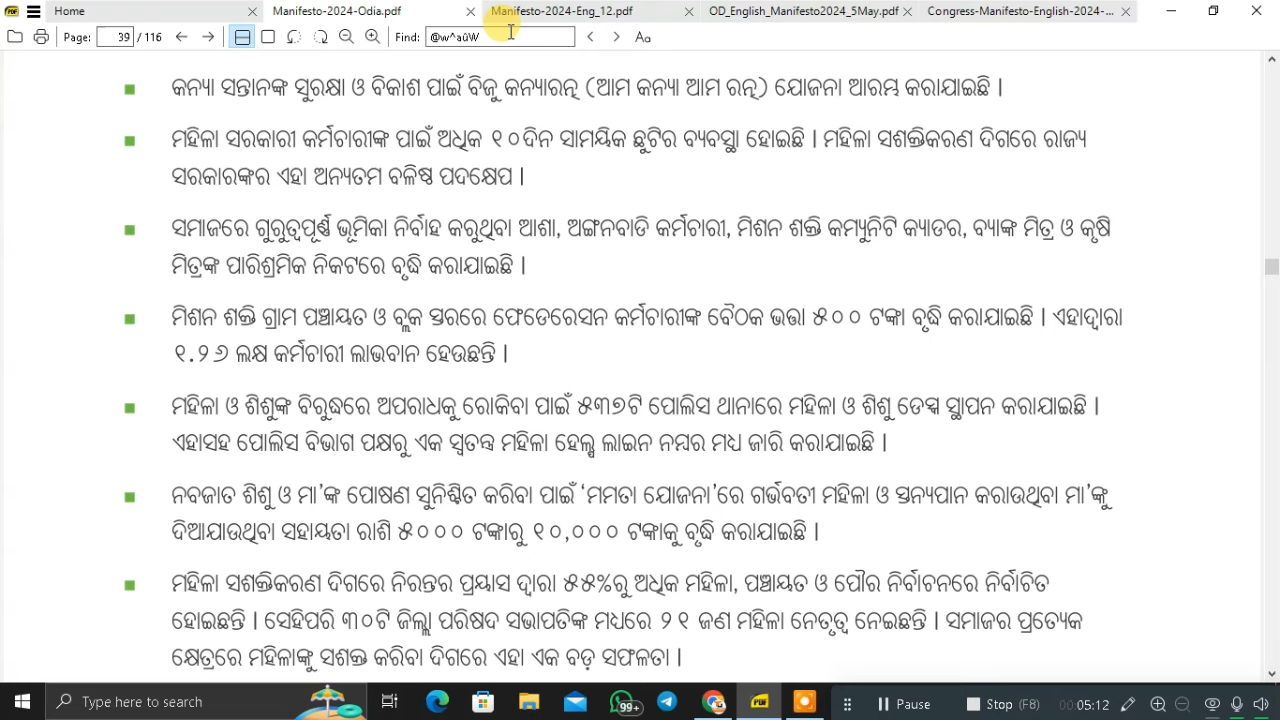 Home
Manifesto-2024-Odia.pdf
Manifesto-2024-Eng_12.pdf
OD_English_Manifesto2024_5May.pdf
Congress-Manifesto-English-2024-...
Page: 39 / 116
Find: @w^aûW
Aa
କନ୍ୟା ସନ୍ତାନଙ୍କ ସୁରକ୍ଷା ଓ ବିକାଶ ପାଇଁ ବିଜୁ କନ୍ୟାରତ୍ନ (ଆମ କନ୍ୟା ଆମ ରତ୍ନ) ଯୋଜନା ଆରମ୍ଭ କରାଯାଇଛି ।
ମହିଳା ସରକାରୀ କର୍ମଚାରୀଙ୍କ ପାଇଁ ଅଧିକ ୧୦ଦିନ ସାମୟିକ ଛୁଟିର ବ୍ୟବସ୍ଥା ହୋଇଛି । ମହିଳା ସଶକ୍ତିକରଣ ଦିଗରେ ରାଜ୍ୟ
ସରକାରଙ୍କର ଏହା ଅନ୍ୟତମ ବଳିଷ୍ଠ ପଦକ୍ଷେପ ।
ସମାଜରେ ଗୁରୁତ୍ୱପୂର୍ଣ୍ଣ ଭୂମିକା ନିର୍ବାହ କରୁଥିବା ଆଶା, ଅଙ୍ଗନବାଡି କର୍ମଚାରୀ, ମିଶନ ଶକ୍ତି କମ୍ୟୁନିଟି କ୍ୟାଡର, ବ୍ୟାଙ୍କ ମିତ୍ର ଓ କୃଷି
ମିତ୍ରଙ୍କ ପାରିଶ୍ରମିକ ନିକଟରେ ବୃଦ୍ଧି କରାଯାଇଛି ।
ମିଶନ ଶକ୍ତି ଗ୍ରାମ ପଞ୍ଚାୟତ ଓ ବ୍ଲକ ସ୍ତରରେ ଫେଡେରେସନ କର୍ମଚାରୀଙ୍କ ବୈଠକ ଭତ୍ତା ୫୦୦ ଟଙ୍କା ବୃଦ୍ଧି କରାଯାଇଛି । ଏହାଦ୍ୱାରା
୧.୨୬ ଲକ୍ଷ କର୍ମଚାରୀ ଲାଭବାନ ହେଉଛନ୍ତି ।
ମହିଳା ଓ ଶିଶୁଙ୍କ ବିରୁଦ୍ଧରେ ଅପରାଧକୁ ରୋକିବା ପାଇଁ ୫୩୭ଟି ପୋଲିସ ଥାନାରେ ମହିଳା ଓ ଶିଶୁ ଡେସ୍କ ସ୍ଥାପନ କରାଯାଇଛି ।
ଏହାସହ ପୋଲିସ ବିଭାଗ ପକ୍ଷରୁ ଏକ ସ୍ୱତନ୍ତ୍ର ମହିଳା ହେଲ୍ପ ଲାଇନ ନମ୍ବର ମଧ୍ୟ ଜାରି କରାଯାଇଛି ।
ନବଜାତ ଶିଶୁ ଓ ମା'ଙ୍କ ପୋଷଣ ସୁନିଶ୍ଚିତ କରିବା ପାଇଁ ‘ମମତା ଯୋଜନା’ରେ ଗର୍ଭବତୀ ମହିଳା ଓ ସ୍ତନ୍ୟପାନ କରାଉଥିବା ମା'ଙ୍କୁ
ଦିଆଯାଉଥିବା ସହାୟତା ରାଶି ୫୦୦୦ ଟଙ୍କାରୁ ୧୦,୦୦୦ ଟଙ୍କାକୁ ବୃଦ୍ଧି କରାଯାଇଛି ।
ମହିଳା ସଶକ୍ତିକରଣ ଦିଗରେ ନିରନ୍ତର ପ୍ରୟାସ ଦ୍ୱାରା ୫୫%ରୁ ଅଧିକ ମହିଳା, ପଞ୍ଚାୟତ ଓ ପୌର ନିର୍ବାଚନରେ ନିର୍ବାଚିତ
ହୋଇଛନ୍ତି । ସେହିପରି ୩୦ଟି ଜିଲ୍ଲା ପରିଷଦ ସଭାପତିଙ୍କ ମଧ୍ୟରେ ୨୧ ଜଣ ମହିଳା ନେତୃତ୍ୱ ନେଇଛନ୍ତି । ସମାଜର ପ୍ରତ୍ୟେକ
କ୍ଷେତ୍ରରେ ମହିଳାଙ୍କୁ ସଶକ୍ତ କରିବା ଦିଗରେ ଏହା ଏକ ବଡ଼ ସଫଳତା ।
Type here to search
99+
PDF
Pause
Stop (F8)
00:05:12